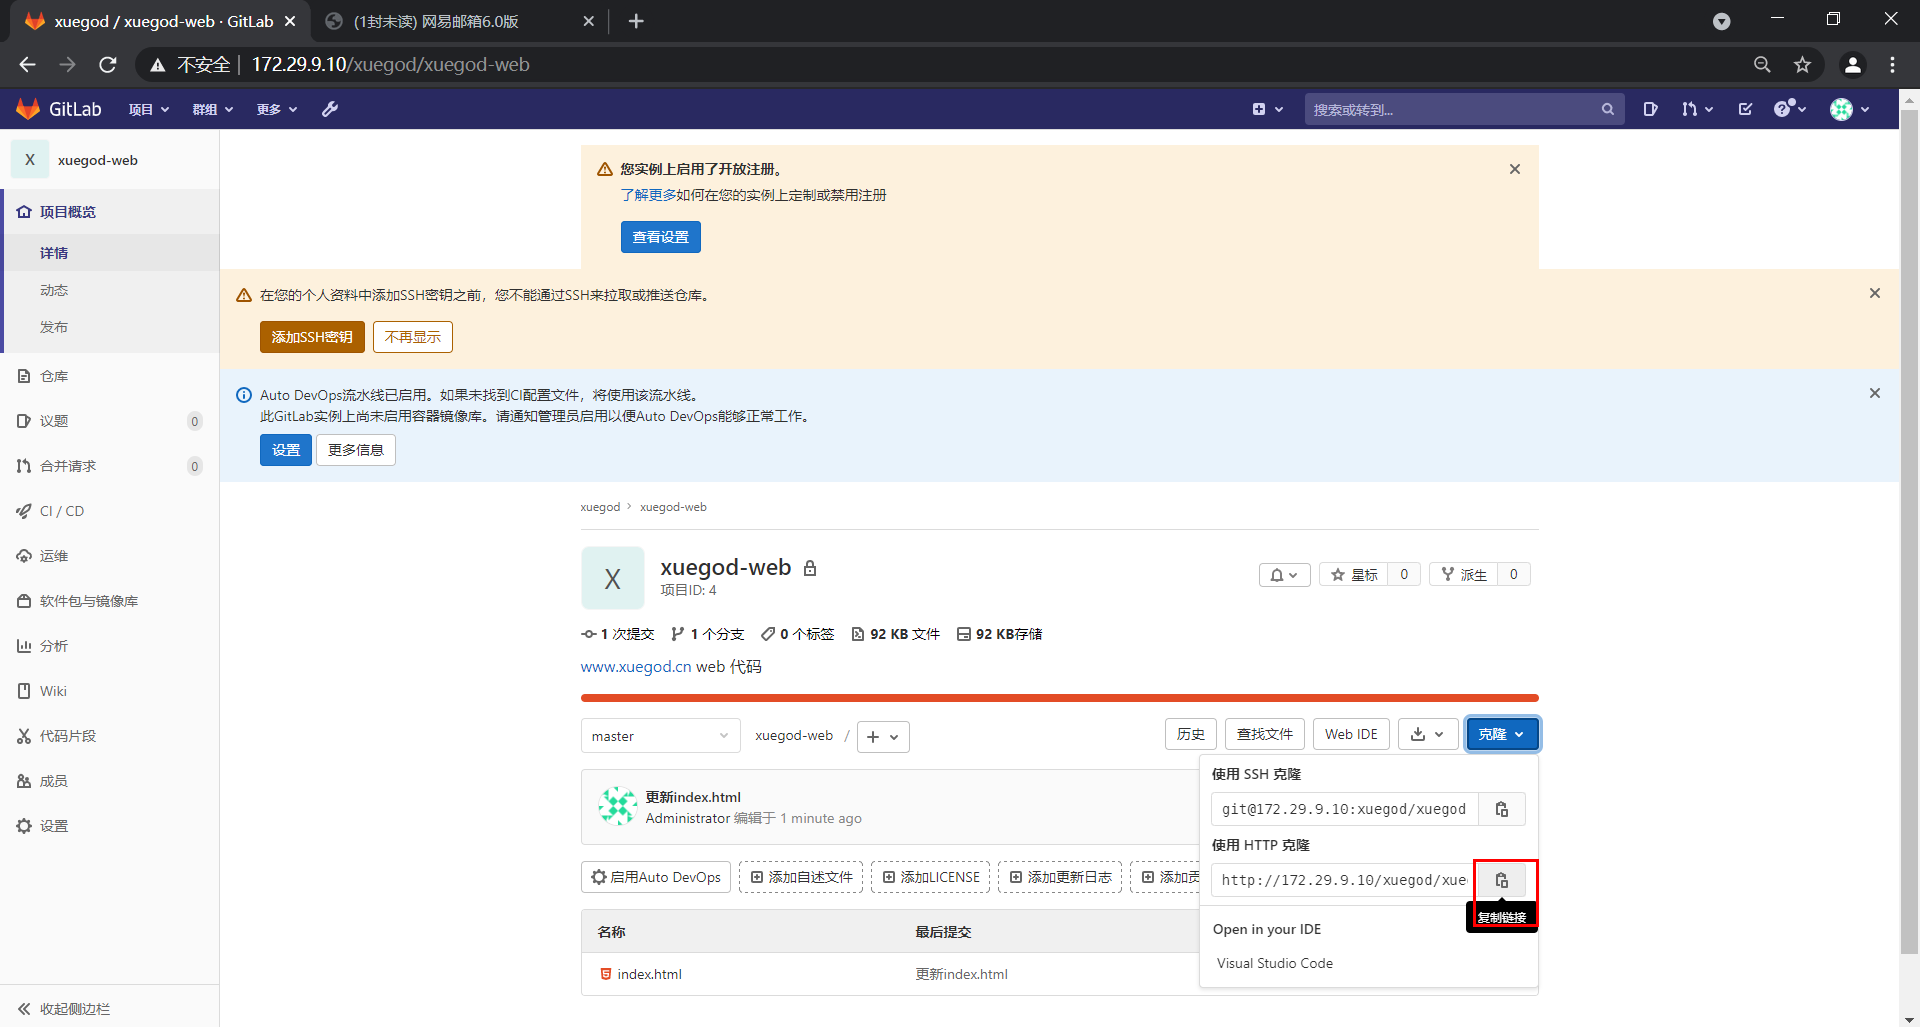 xuegod / xuegod-web · GitLab
(1封未读) 网易邮箱6.0版
不安全
172.29.9.10/xuegod/xuegod-web
GitLab
项目
群组
更多
搜索或转到...
X
xuegod-web
项目概览
详情
动态
发布
仓库
议题
0
合并请求
0
CI / CD
运维
软件包与镜像库
分析
Wiki
代码片段
成员
设置
收起侧边栏
您实例上启用了开放注册。
了解更多如何在您的实例上定制或禁用注册
查看设置
在您的个人资料中添加SSH密钥之前，您不能通过SSH来拉取或推送仓库。
添加SSH密钥
不再显示
Auto DevOps流水线已启用。如果未找到CI配置文件，将使用该流水线。
此GitLab实例上尚未启用容器镜像库。请通知管理员启用以便Auto DevOps能够正常工作。
设置
更多信息
xuegod > xuegod-web
X
xuegod-web
项目ID: 4
星标
0
派生
0
1 次提交
1 个分支
0 个标签
92 KB 文件
92 KB存储
www.xuegod.cn web 代码
master
xuegod-web /
历史
查找文件
Web IDE
克隆
更新index.html
Administrator 编辑于 1 minute ago
启用Auto DevOps
添加自述文件
添加LICENSE
添加更新日志
添加贡
名称
最后提交
index.html
更新index.html
使用 SSH 克隆
git@172.29.9.10:xuegod/xuegod
使用 HTTP 克隆
http://172.29.9.10/xuegod/xue
复制链接
Open in your IDE
Visual Studio Code